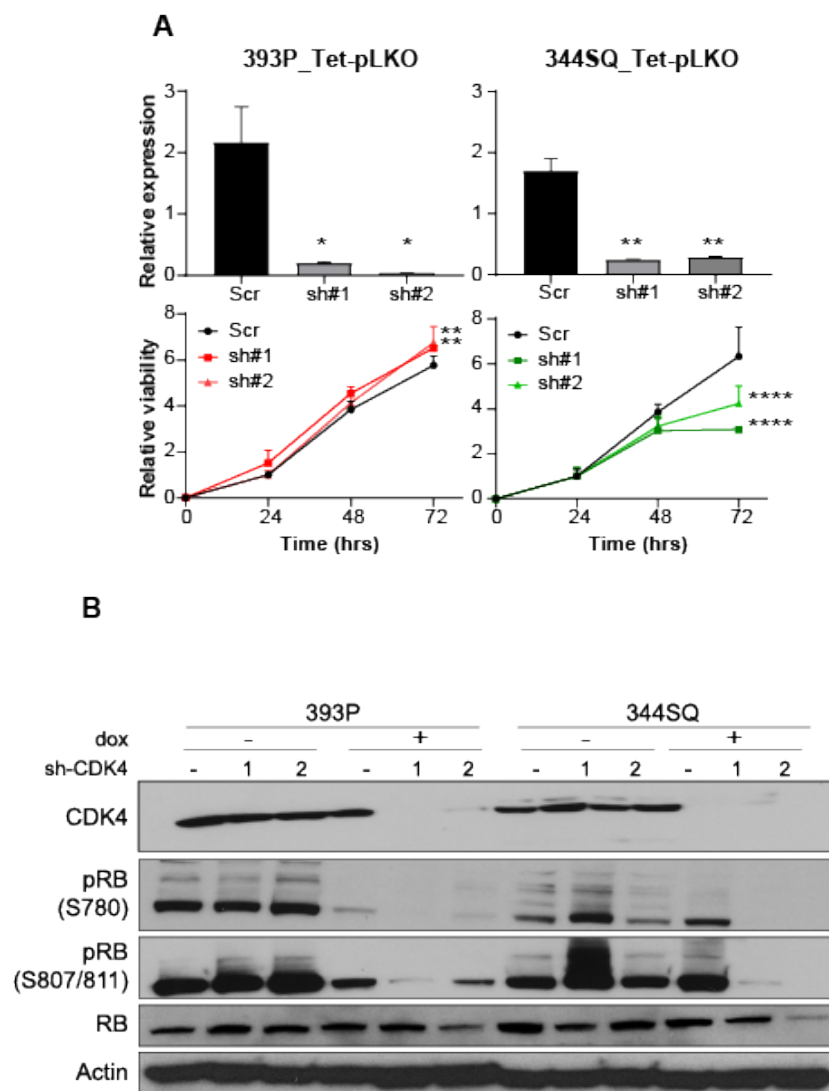 A
393P_Tet-pLKO 344SQ_Tet-pLKO
Relative expression
3 3
2 2
* * ** **
1 1
0 0
Scr sh#1 sh#2 Scr sh#1 sh#2
Relative viability
8 8
Scr ** Scr
6 sh#1 ** 6 sh#1
sh#2 sh#2
4 4 ****
2 2 ****
0 0
0 24 48 72 0 24 48 72
Time (hrs) Time (hrs)
B
393P 344SQ
dox - + - +
sh-CDK4 - 1 2 - 1 2 - 1 2 - 1 2
CDK4
pRB
(S780)
pRB
(S807/811)
RB
Actin